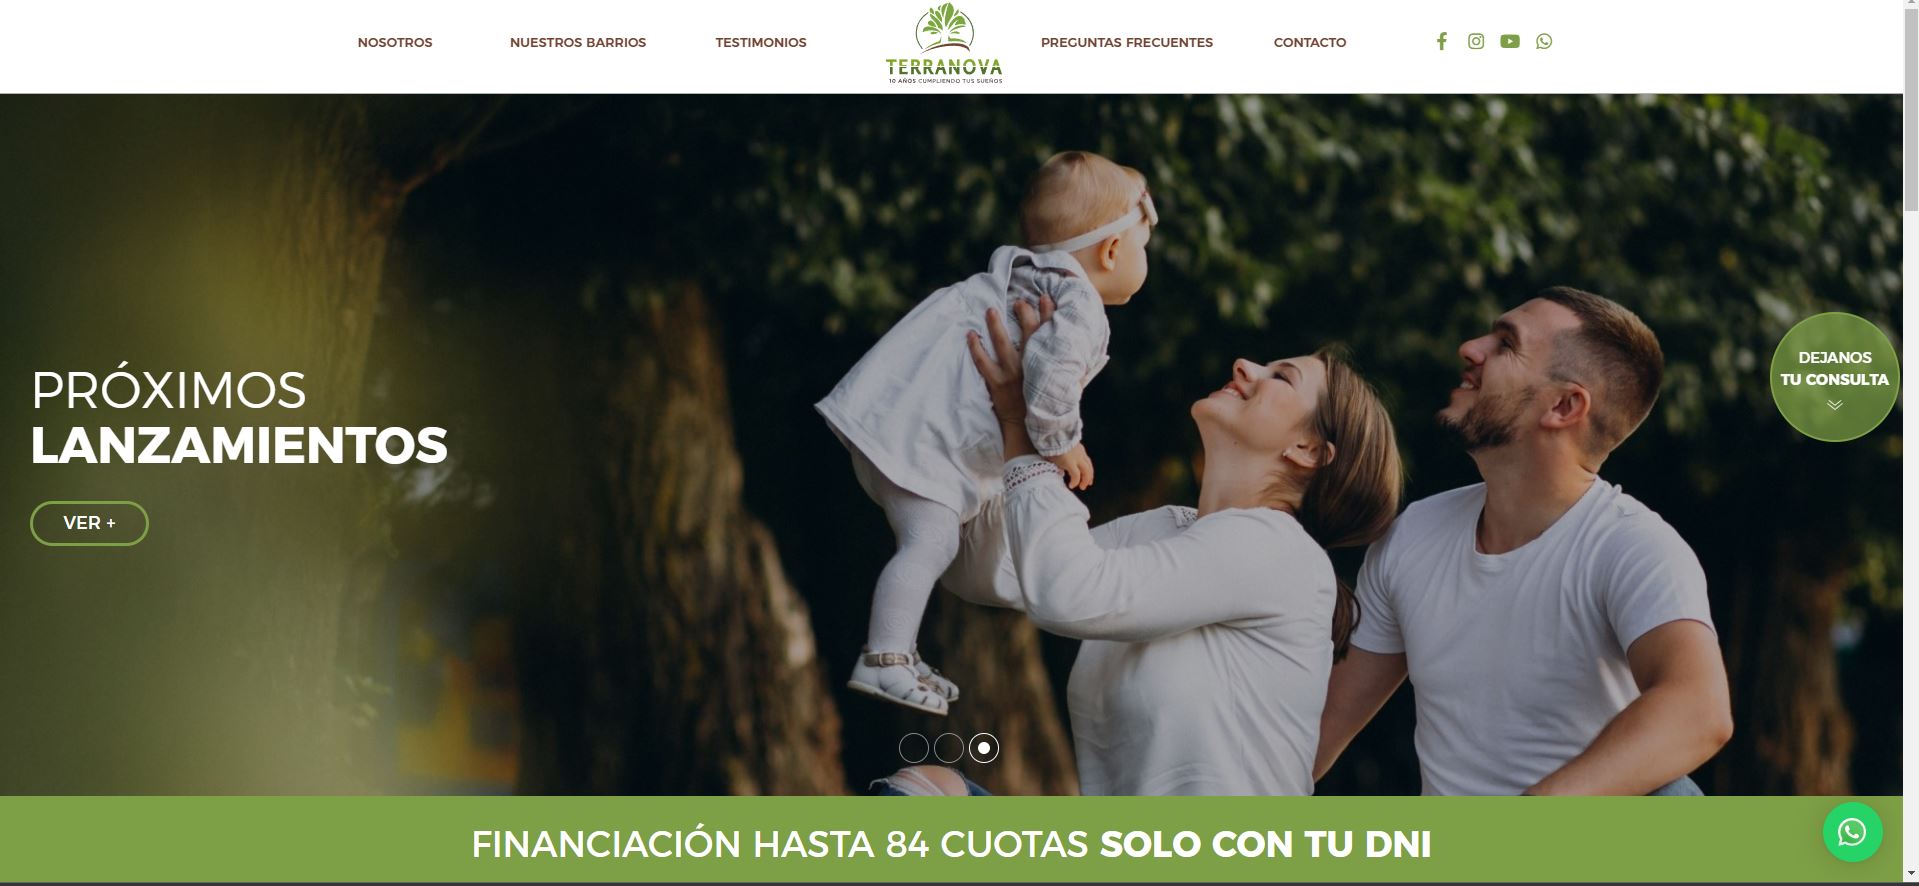 NOSOTROS
NUESTROS BARRIOS
TESTIMONIOS
TERRANOVA
10 AÑOS CUMPLIENDO TUS SUEÑOS
PREGUNTAS FRECUENTES
CONTACTO
PRÓXIMOS
LANZAMIENTOS
VER +
DEJANOS
TU CONSULTA
FINANCIACIÓN HASTA 84 CUOTAS SOLO CON TU DNI